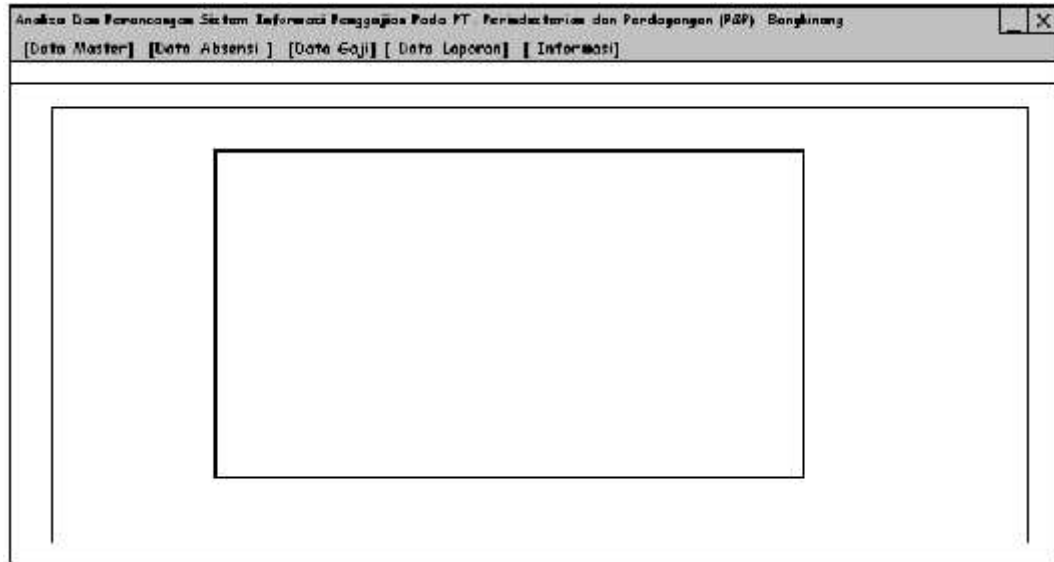 Analisa Dan Perancangan Sistem Informasi Penggajian Pada PT. Perindustrian dan Perdagangan (P&P) Bangkinang
[Data Master] [Data Absensi ] [Data Gaji] [ Data Laporan] [ Informasi]